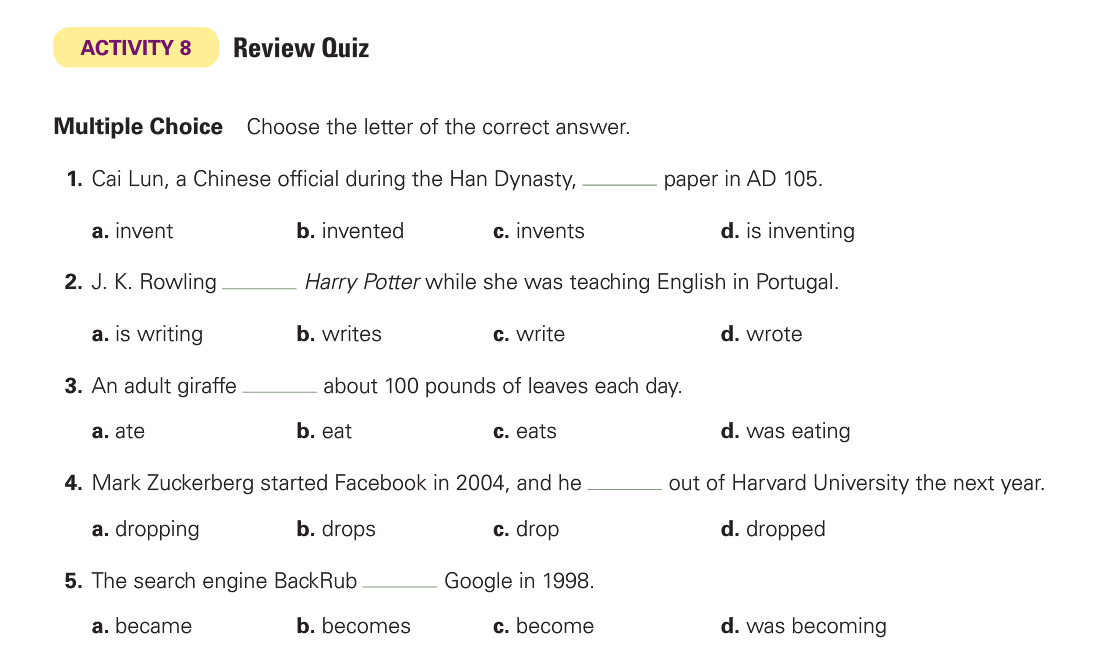 ACTIVITY 8 Review Quiz
Multiple Choice Choose the letter of the correct answer.
1. Cai Lun, a Chinese official during the Han Dynasty, ______ paper in AD 105.
a. invent b. invented c. invents d. is inventing
2. J. K. Rowling ______ Harry Potter while she was teaching English in Portugal.
a. is writing b. writes c. write d. wrote
3. An adult giraffe ______ about 100 pounds of leaves each day.
a. ate b. eat c. eats d. was eating
4. Mark Zuckerberg started Facebook in 2004, and he ______ out of Harvard University the next year.
a. dropping b. drops c. drop d. dropped
5. The search engine BackRub ______ Google in 1998.
a. became b. becomes c. become d. was becoming